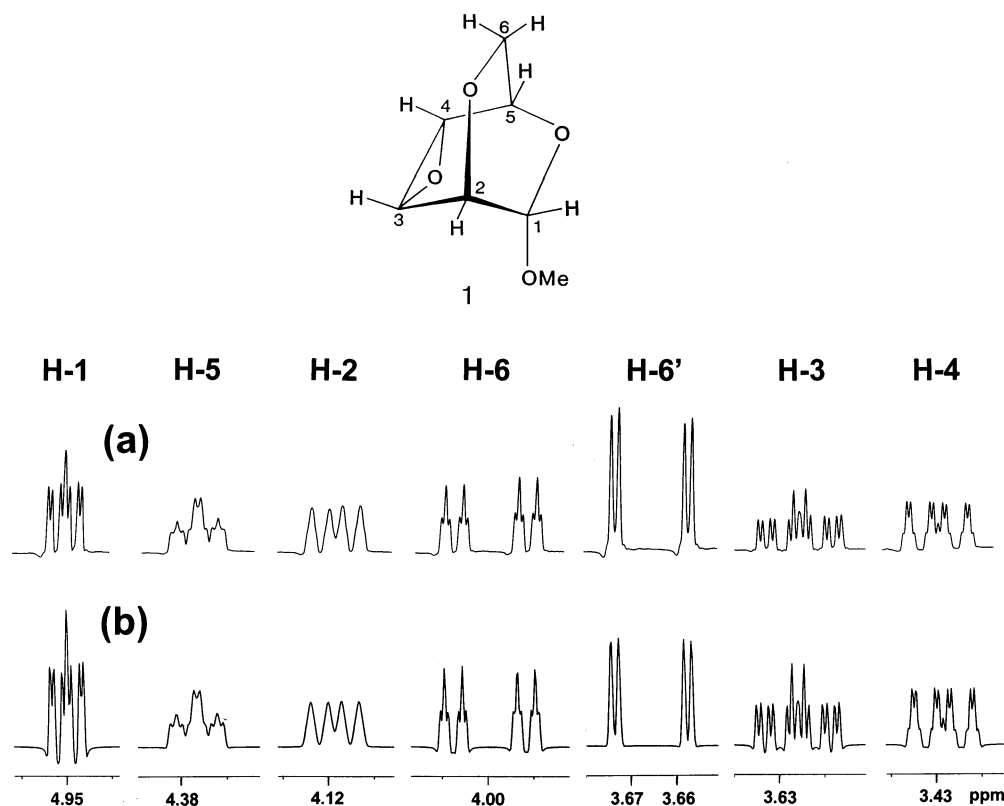 H H
6
H
O
H 4
5
O
O
H
2
3
H
1
H
OMe
1
H-1 H-5 H-2 H-6 H-6' H-3 H-4
(a)
(b)
4.95 4.38 4.12 4.00 3.67 3.66 3.63 3.43 ppm